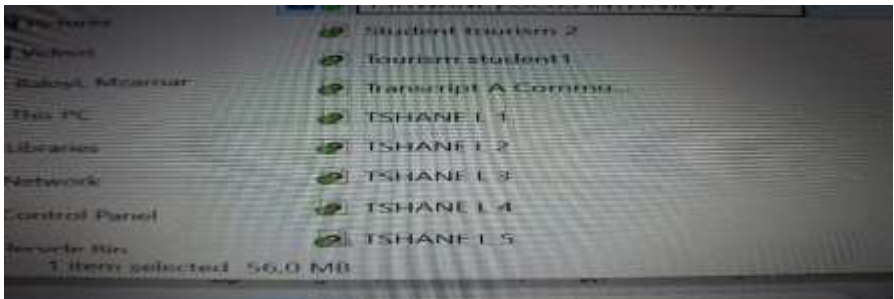 Pictures
Videos
This PC
Libraries
Network
Control Panel
Recycle Bin
Student tourism 2
Tourism student1
Transcript A Commu...
TSHANE L 1
TSHANE L 2
TSHANE L 3
TSHANE L 4
TSHANE L 5
1 item selected 56.0 MB